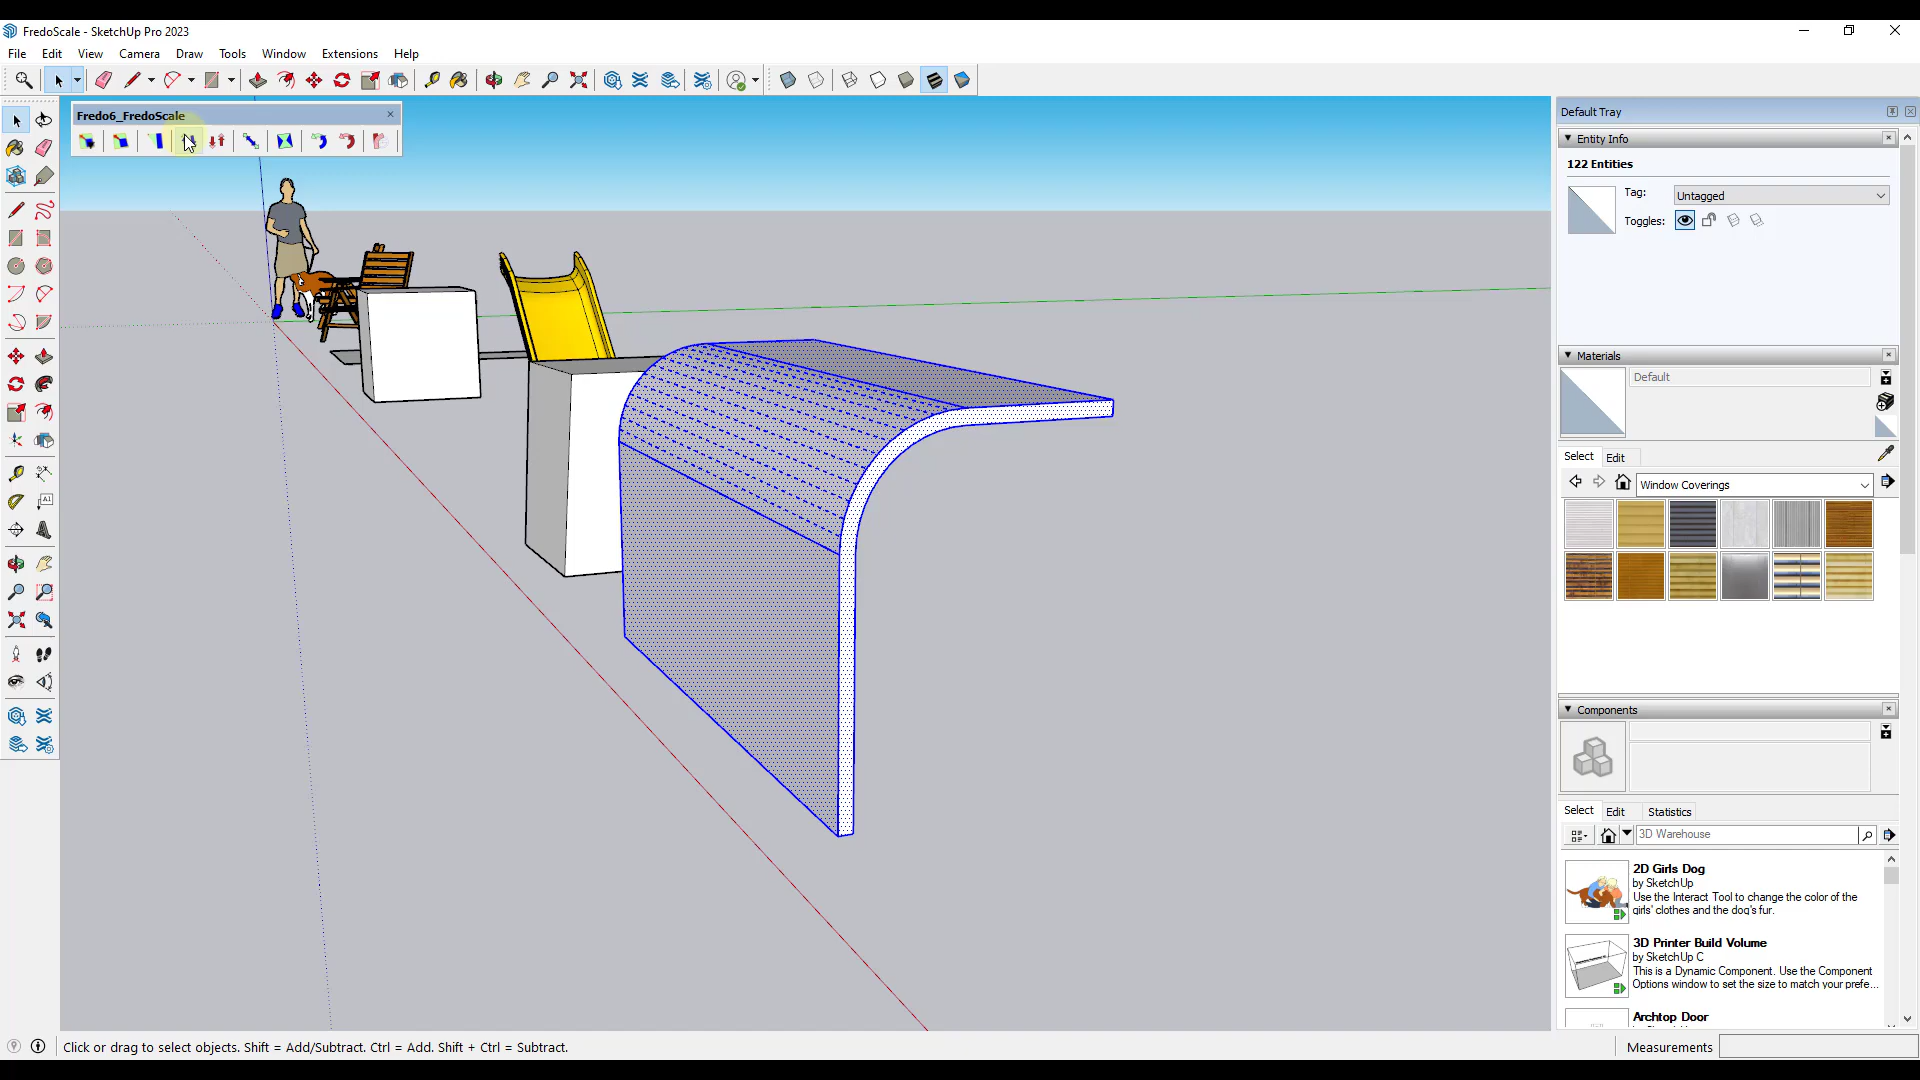 FredoScale - SketchUp Pro 2023
File Edit View Camera Draw Tools Window Extensions Help
Fredo6_FredoScale
Default Tray
Entity Info
122 Entities
Tag: Untagged
Toggles:
Materials
Default
Select Edit
Window Coverings
Components
Select Edit Statistics
3D Warehouse
2D Girls Dog
by SketchUp
Use the Interact Tool to change the color of the
girls' clothes and the dog's fur.
3D Printer Build Volume
by SketchUp C
This is a Dynamic Component. Use the Component
Options window to set the size to match your prefe...
Archtop Door
Click or drag to select objects. Shift = Add/Subtract. Ctrl = Add. Shift + Ctrl = Subtract.
Measurements